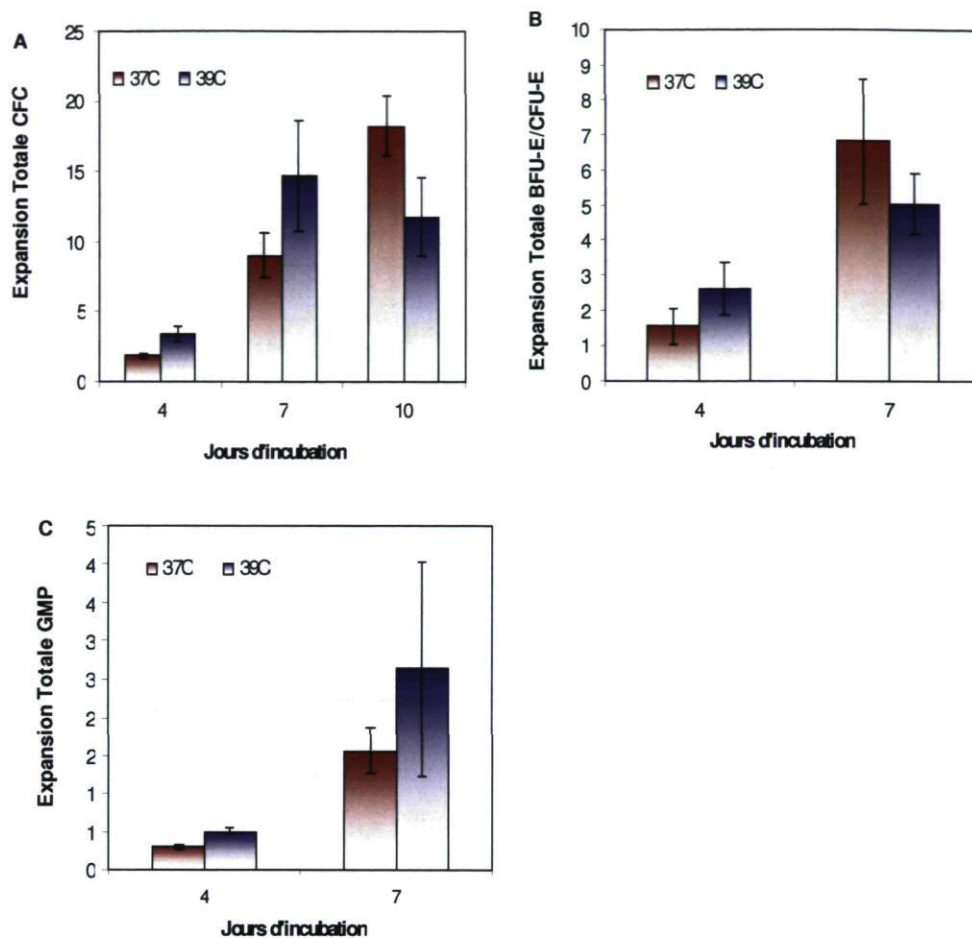 A
Expansion Totale CFC
25
20
15
10
5
0
37C 39C
4 7 10
Jours d'incubation
B
Expansion Totale BFU-E/CFU-E
10
9
8
7
6
5
4
3
2
1
0
37C 39C
4 7
Jours d'incubation
C
Expansion Totale GMP
5
4
4
3
3
2
2
1
1
0
37C 39C
4 7
Jours d'incubation